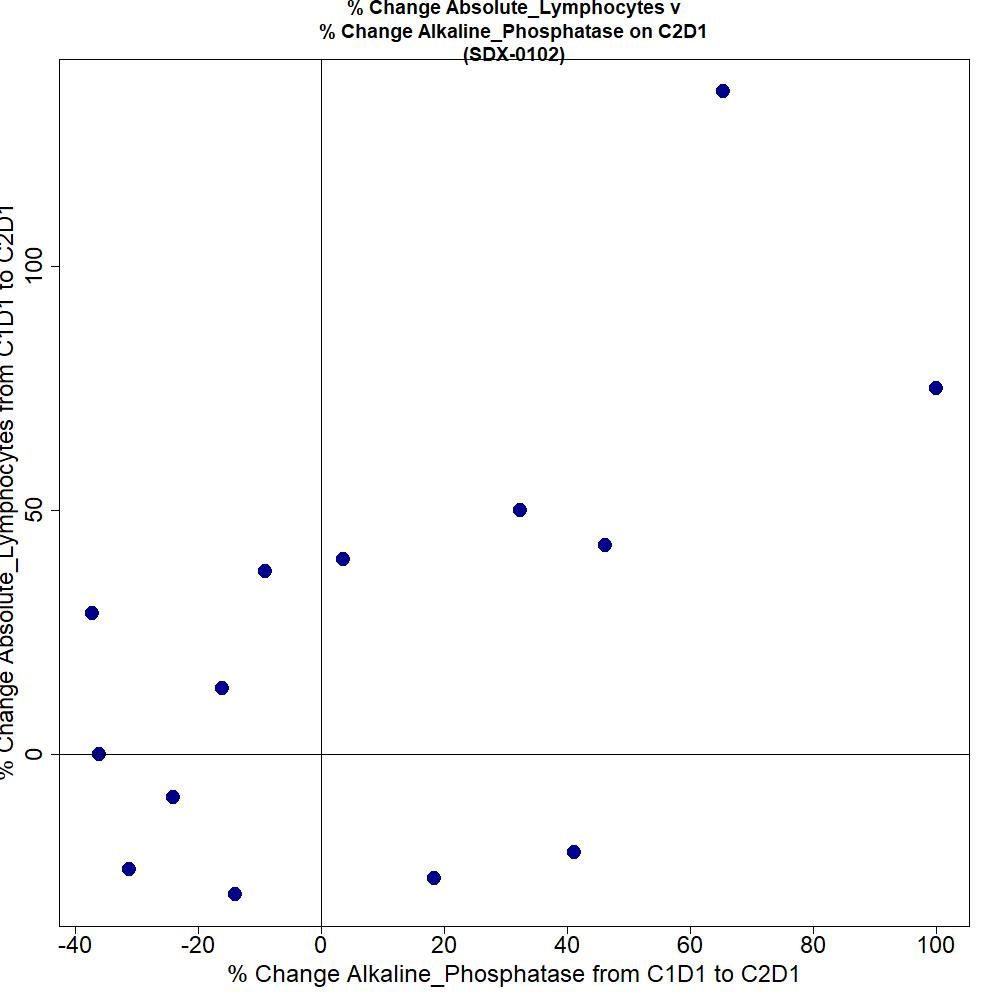 % Change Absolute_Lymphocytes v
% Change Alkaline_Phosphatase on C2D1
(SDX-0102)
% Change Absolute_Lymphocytes from C1D1 to C2D1
100
50
0
-40 -20 0 20 40 60 80 100
% Change Alkaline_Phosphatase from C1D1 to C2D1